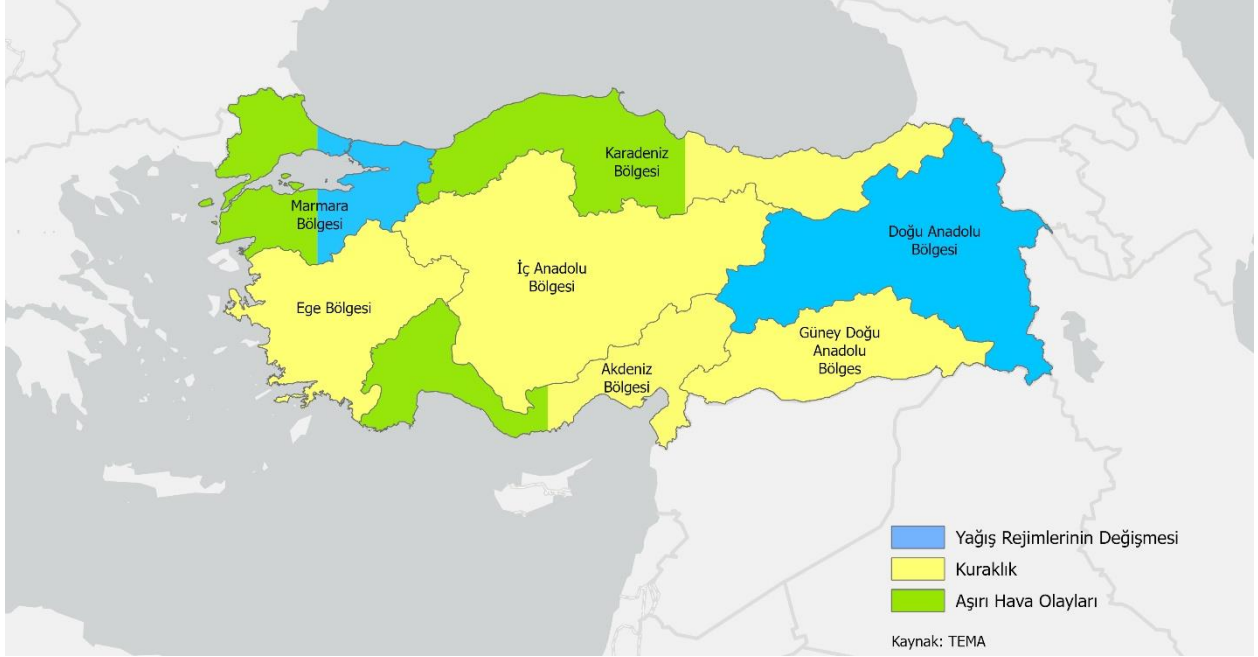 Karadeniz
Bölgesi
Marmara
Bölgesi
Doğu Anadolu
Bölgesi
İç Anadolu
Bölgesi
Ege Bölgesi
Güney Doğu
Anadolu
Bölges
Akdeniz
Bölgesi
Yağış Rejimlerinin Değişmesi
Kuraklık
Aşırı Hava Olayları
Kaynak: TEMA